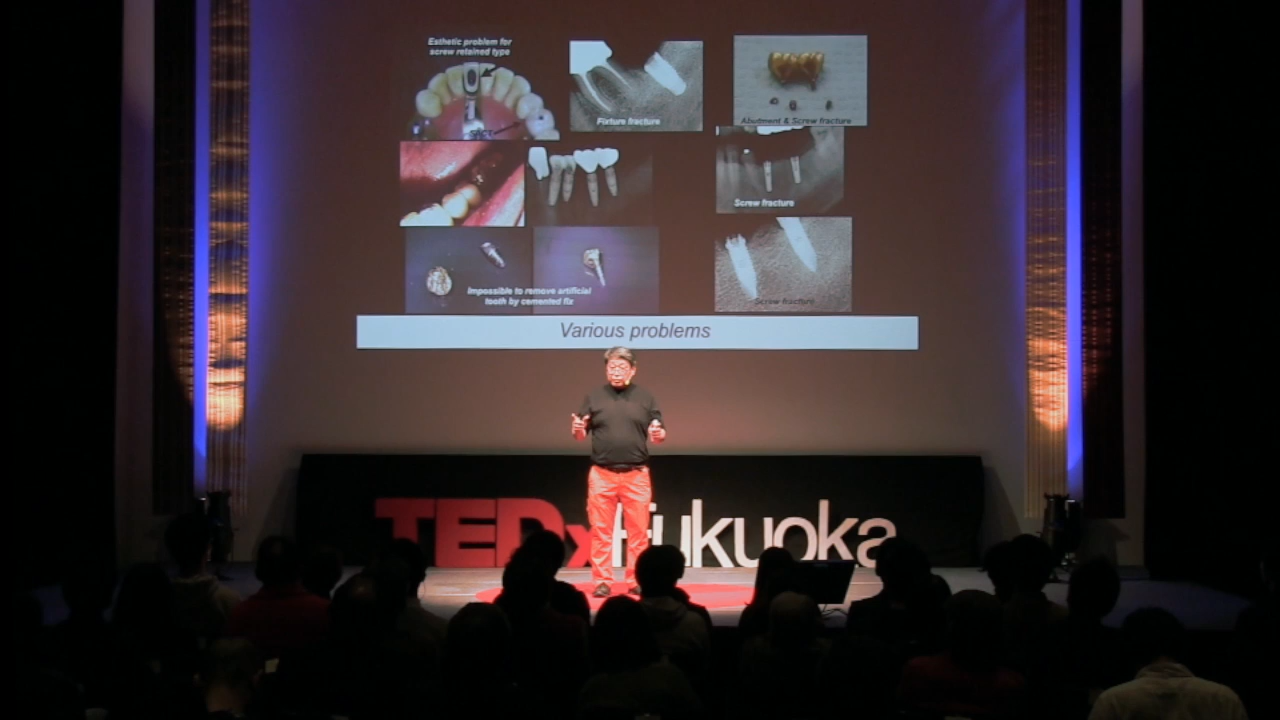 Esthetic problem for
screw retained type
Fixture fracture
Abutment & Screw fracture
Screw fracture
Impossible to remove artificial
tooth by cemented fix
Screw fracture
Various problems
TEDxFukuoka